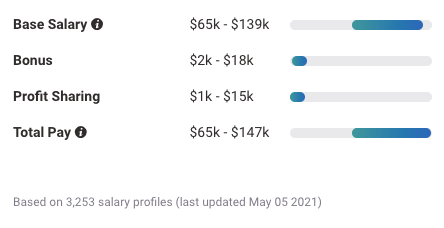 Base Salary $65k - $139k
Bonus $2k - $18k
Profit Sharing $1k - $15k
Total Pay $65k - $147k
Based on 3,253 salary profiles (last updated May 05 2021)